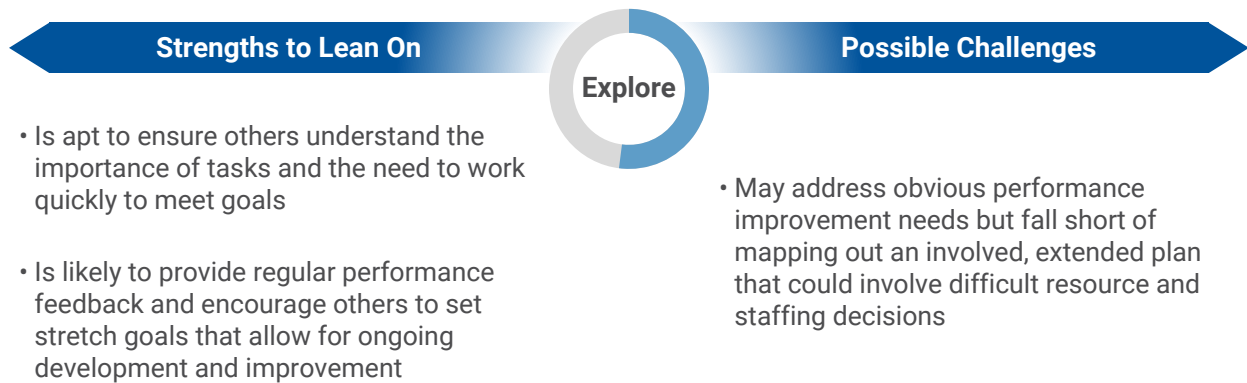 Strengths to Lean On
Explore
Possible Challenges
• Is apt to ensure others understand the
importance of tasks and the need to work
quickly to meet goals
• Is likely to provide regular performance
feedback and encourage others to set
stretch goals that allow for ongoing
development and improvement
• May address obvious performance
improvement needs but fall short of
mapping out an involved, extended plan
that could involve difficult resource and
staffing decisions